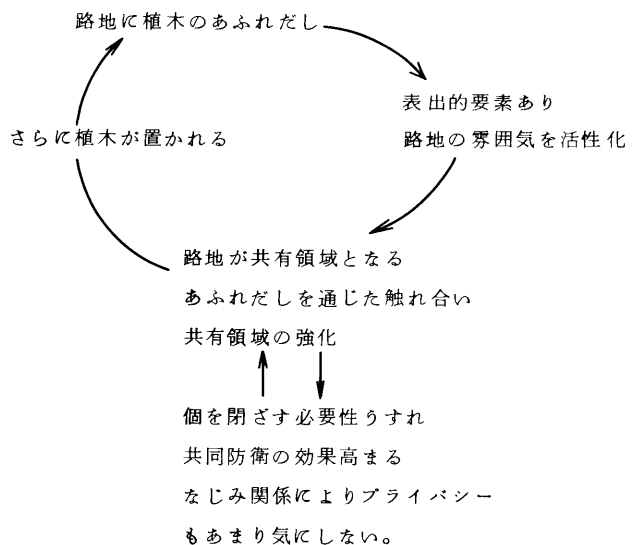 路地に植木のあふれだし
表出的要素あり
路地の雰囲気を活性化
さらに植木が置かれる
路地が共有領域となる
あふれだしを通じた触れ合い
共有領域の強化
個を閉ざす必要性うすれ
共同防衛の効果高まる
なじみ関係によりプライバシー
もあまり気にしない。